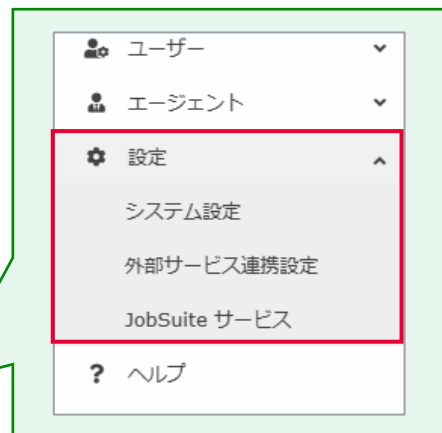 ユーザー
エージェント
設定
システム設定
外部サービス連携設定
JobSuite サービス
? ヘルプ